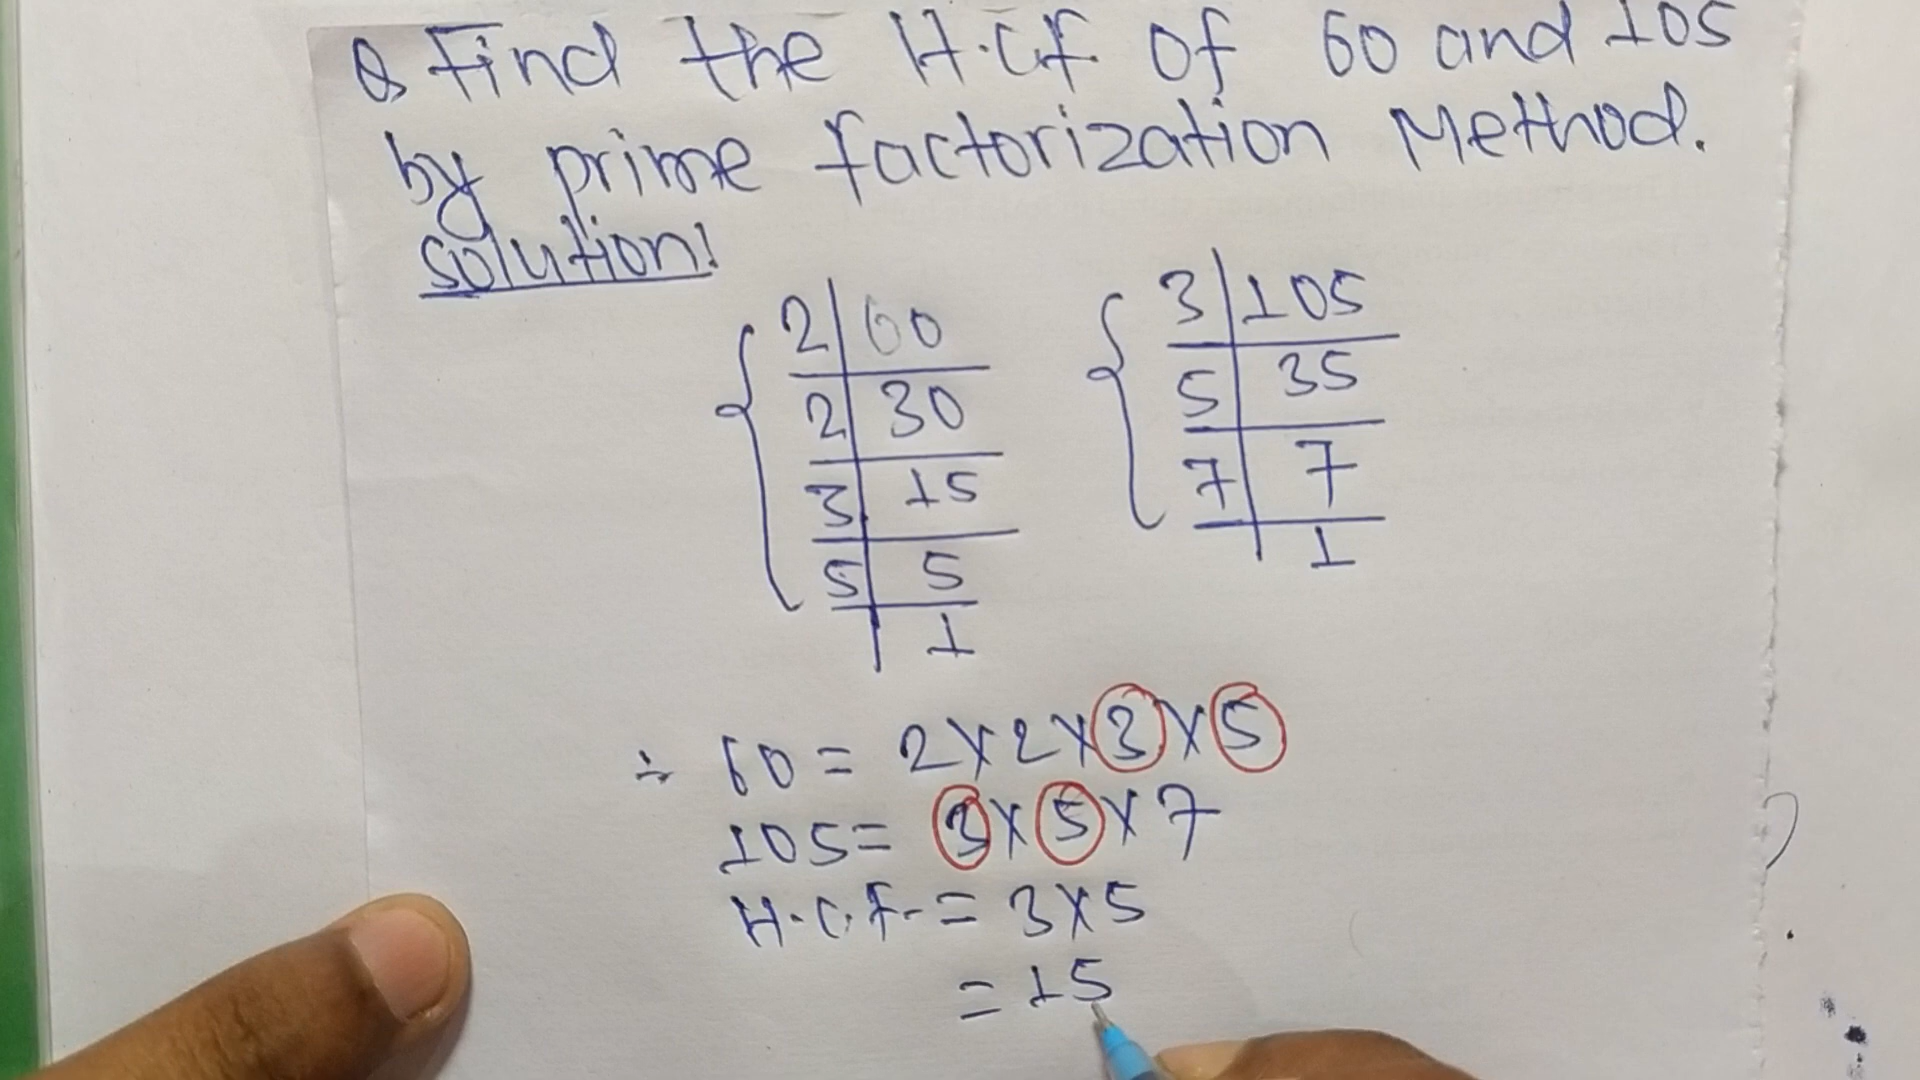 Q Find the H.C.F. Of 60 and 105
by prime factorization Method.
solution:
2 60
2 30
3 15
5 5
1
3 105
5 35
7 7
1
∴ 60 = 2×2×3×5
105 = 3×5×7
H.C.F. = 3×5
= 15